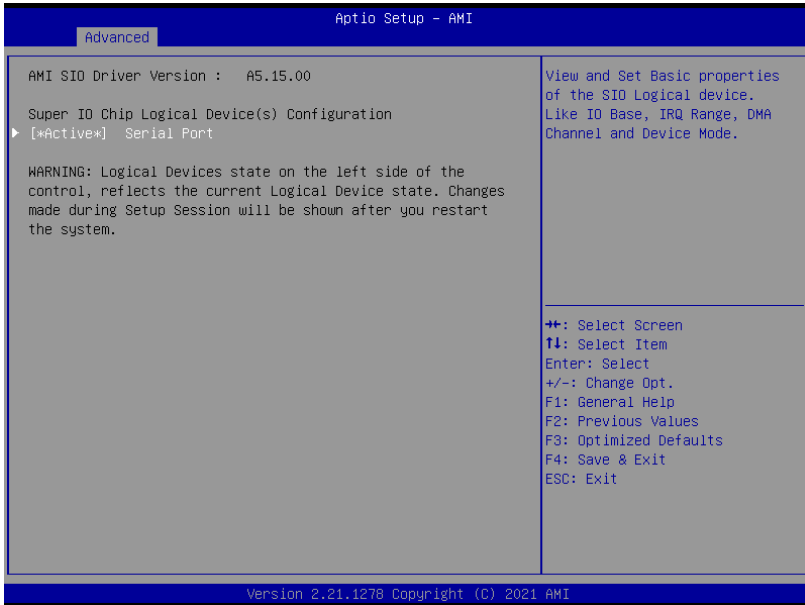 Aptio Setup – AMI
Advanced
AMI SIO Driver Version : A5.15.00
Super IO Chip Logical Device(s) Configuration
[*Active*] Serial Port
WARNING: Logical Devices state on the left side of the
control, reflects the current Logical Device state. Changes
made during Setup Session will be shown after you restart
the system.
View and Set Basic properties
of the SIO Logical device.
Like IO Base, IRQ Range, DMA
Channel and Device Mode.
→←: Select Screen
↑↓: Select Item
Enter: Select
+/-: Change Opt.
F1: General Help
F2: Previous Values
F3: Optimized Defaults
F4: Save & Exit
ESC: Exit
Version 2.21.1278 Copyright (C) 2021 AMI